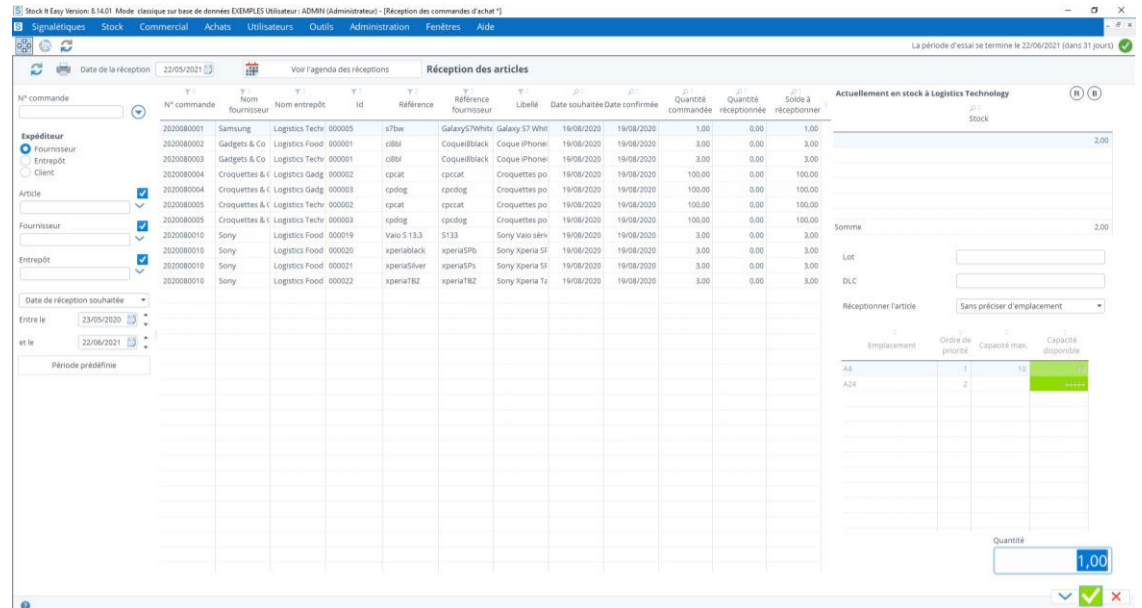 Stock It Easy Version: 8.14.01 Mode classique sur base de données EXEMPLES Utilisateur : ADMIN (Administrateur) - [Réception des commandes d'achat *]
Signalétiques Stock Commercial Achats Utilisateurs Outils Administration Fenêtres Aide
La période d'essai se termine le 22/06/2021 (dans 31 jours)
Date de la réception 22/05/2021 Voir l'agenda des réceptions Réception des articles
N° commande
Expéditeur
Fournisseur
Entrepôt
Client
Article
Fournisseur
Entrepôt
Date de réception souhaitée
Entre le 23/05/2020
et le 22/06/2021
Période prédéfinie
N° commande Nom fournisseur Nom entrepôt Id Référence Référence fournisseur Libellé Date souhaitée Date confirmée Quantité commandée Quantité réceptionnée Solde à réceptionner
2020080001 Samsung Logistics Techr 000005 s7bw GalaxyS7White Galaxy S7 Whit 19/08/2020 19/08/2020 1,00 0,00 1,00
2020080002 Gadgets & Co Logistics Food 000001 ci8bl Coquei8black Coque iPhone 19/08/2020 19/08/2020 3,00 0,00 3,00
2020080003 Gadgets & Co Logistics Techr 000001 ci8bl Coquei8black Coque iPhone 19/08/2020 19/08/2020 3,00 0,00 3,00
2020080004 Croquettes & Logistics Gadg 000002 cpcat cpccat Croquettes po 19/08/2020 19/08/2020 100,00 0,00 100,00
2020080004 Croquettes & Logistics Gadg 000003 cpdog cpcdog Croquettes po 19/08/2020 19/08/2020 100,00 0,00 100,00
2020080005 Croquettes & Logistics Techr 000002 cpcat cpccat Croquettes po 19/08/2020 19/08/2020 100,00 0,00 100,00
2020080005 Croquettes & Logistics Techr 000003 cpdog cpcdog Croquettes po 19/08/2020 19/08/2020 100,00 0,00 100,00
2020080010 Sony Logistics Food 000019 Vaio S 13.3 S133 Sony Vaio séri 19/08/2020 19/08/2020 3,00 0,00 3,00
2020080010 Sony Logistics Food 000020 xperiablack xperiaSPb Sony Xperia SF 19/08/2020 19/08/2020 3,00 0,00 3,00
2020080010 Sony Logistics Food 000021 xperiaSilver xperiaSPs Sony Xperia SF 19/08/2020 19/08/2020 3,00 0,00 3,00
2020080010 Sony Logistics Food 000022 xperiaTBZ xperiaTBZ Sony Xperia Ta 19/08/2020 19/08/2020 3,00 0,00 3,00
Actuellement en stock à Logistics Technology
Stock
2,00
Somme 2,00
Lot
DLC
Réceptionner l'article Sans préciser d'emplacement
Emplacement Ordre de priorité Capacité max. Capacité disponible
1 10
A24 2 +++++
Quantité
1,00